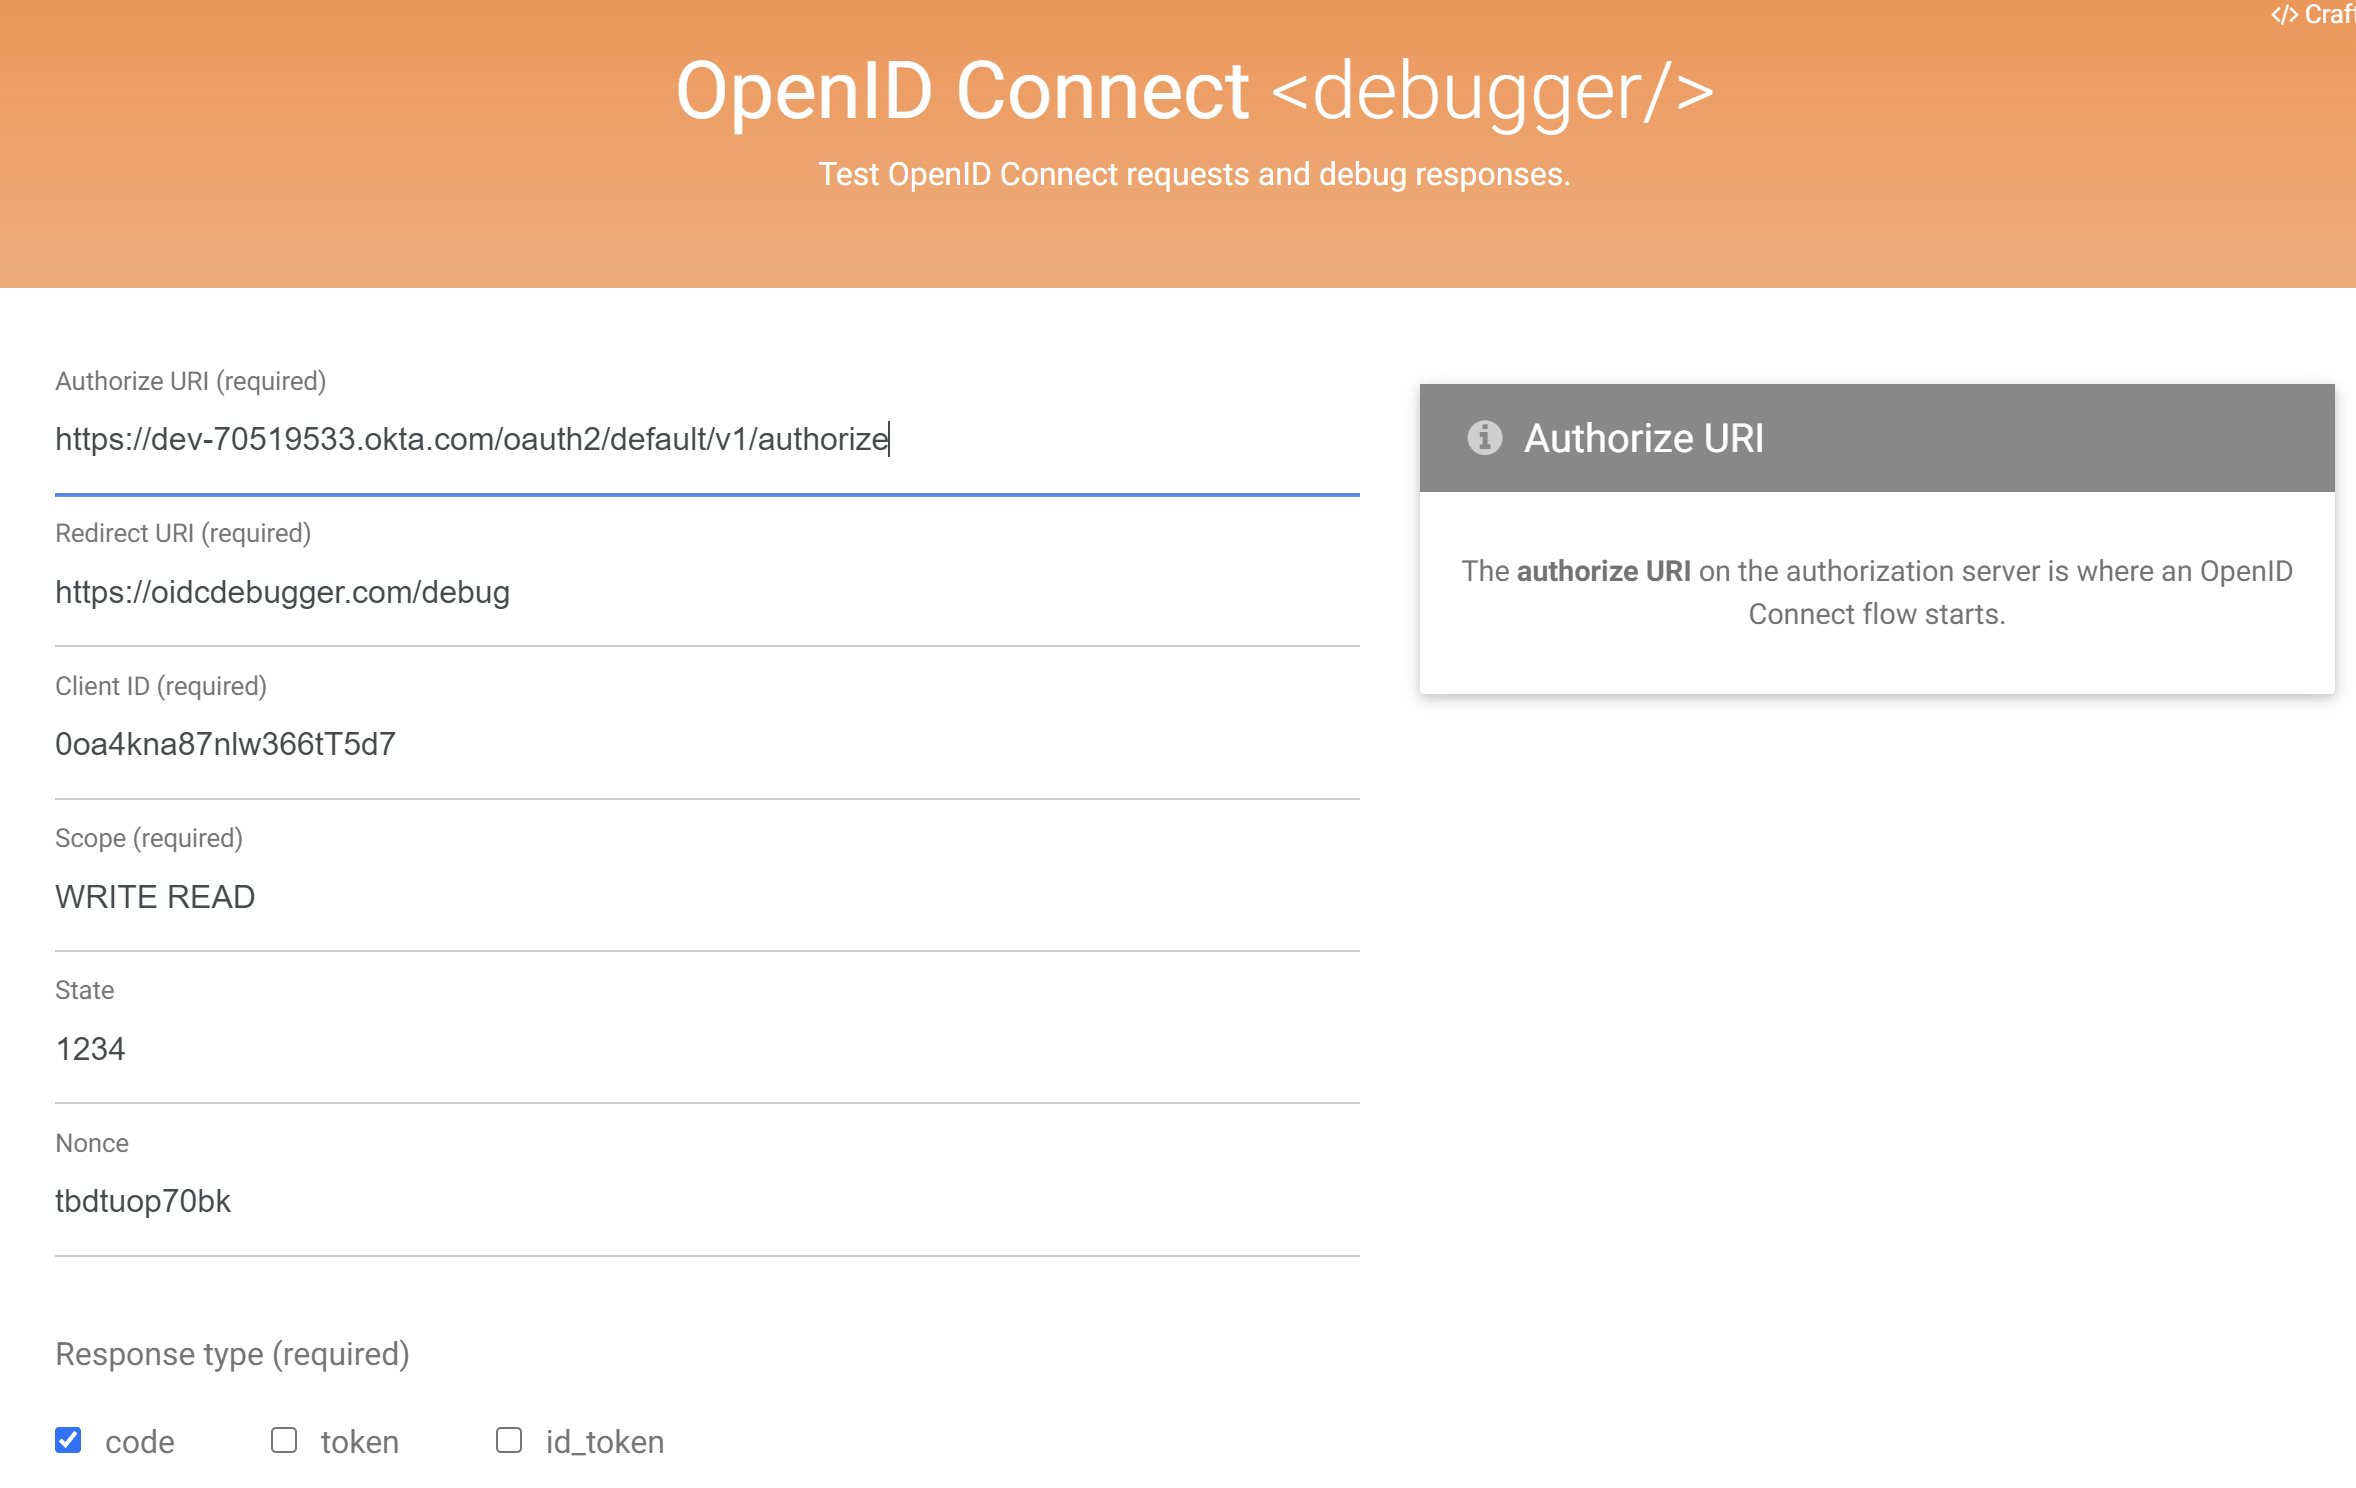 </> Craf
OpenID Connect <debugger/>
Test OpenID Connect requests and debug responses.
Authorize URI (required)
https://dev-70519533.okta.com/oauth2/default/v1/authorize
Redirect URI (required)
https://oidcdebugger.com/debug
Client ID (required)
0oa4kna87nlw366tT5d7
Scope (required)
WRITE READ
State
1234
Nonce
tbdtuop70bk
Response type (required)
code token id_token
Authorize URI
The authorize URI on the authorization server is where an OpenID
Connect flow starts.